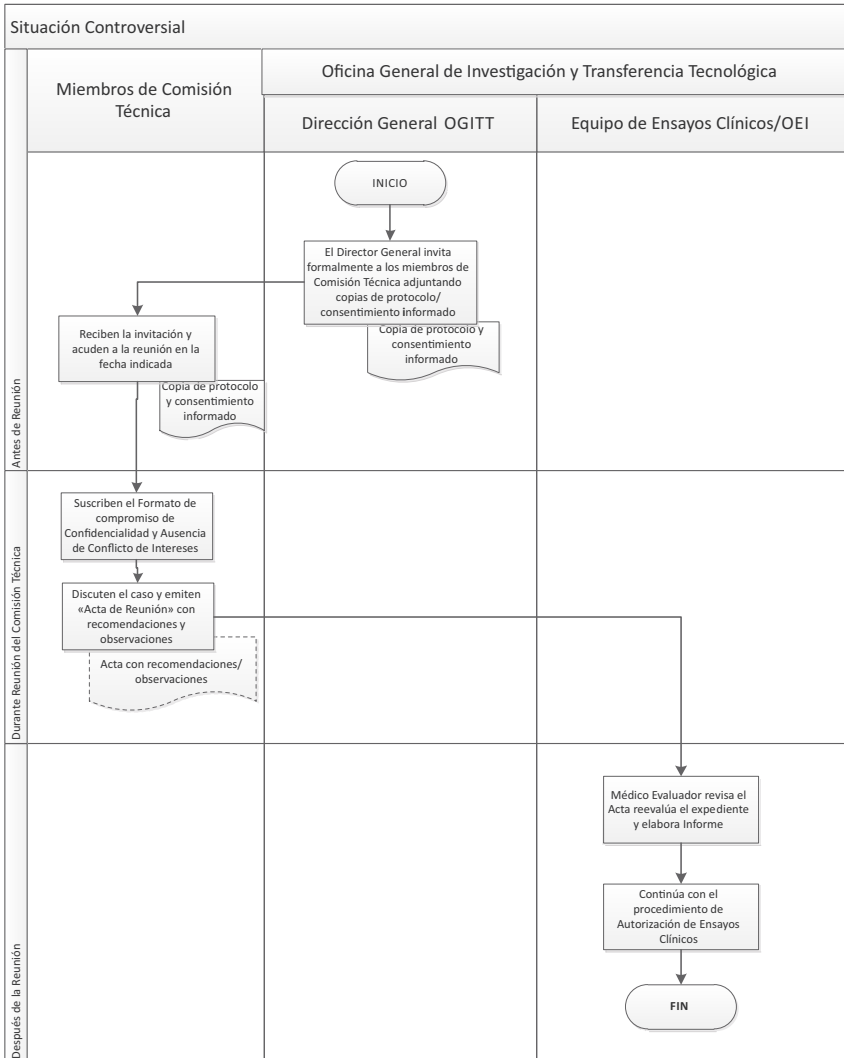 Situación Controversial
Miembros de Comisión
Técnica
Oficina General de Investigación y Transferencia Tecnológica
Dirección General OGITT
Equipo de Ensayos Clínicos/OEI
Antes de Reunión
INICIO
El Director General invita
formalmente a los miembros de
Comisión Técnica adjuntando
copias de protocolo/
consentimiento informado
Copia de protocolo y
consentimiento
informado
Reciben la invitación y
acuden a la reunión en la
fecha indicada
Copia de protocolo
y consentimiento
informado
Durante Reunión del Comisión Técnica
Suscriben el Formato de
compromiso de
Confidencialidad y Ausencia
de Conflicto de Intereses
Discuten el caso y emiten
«Acta de Reunión» con
recomendaciones y
observaciones
Acta con recomendaciones/
observaciones
Después de la Reunión
Médico Evaluador revisa el
Acta reevalúa el expediente
y elabora Informe
Continúa con el
procedimiento de
Autorización de Ensayos
Clínicos
FIN